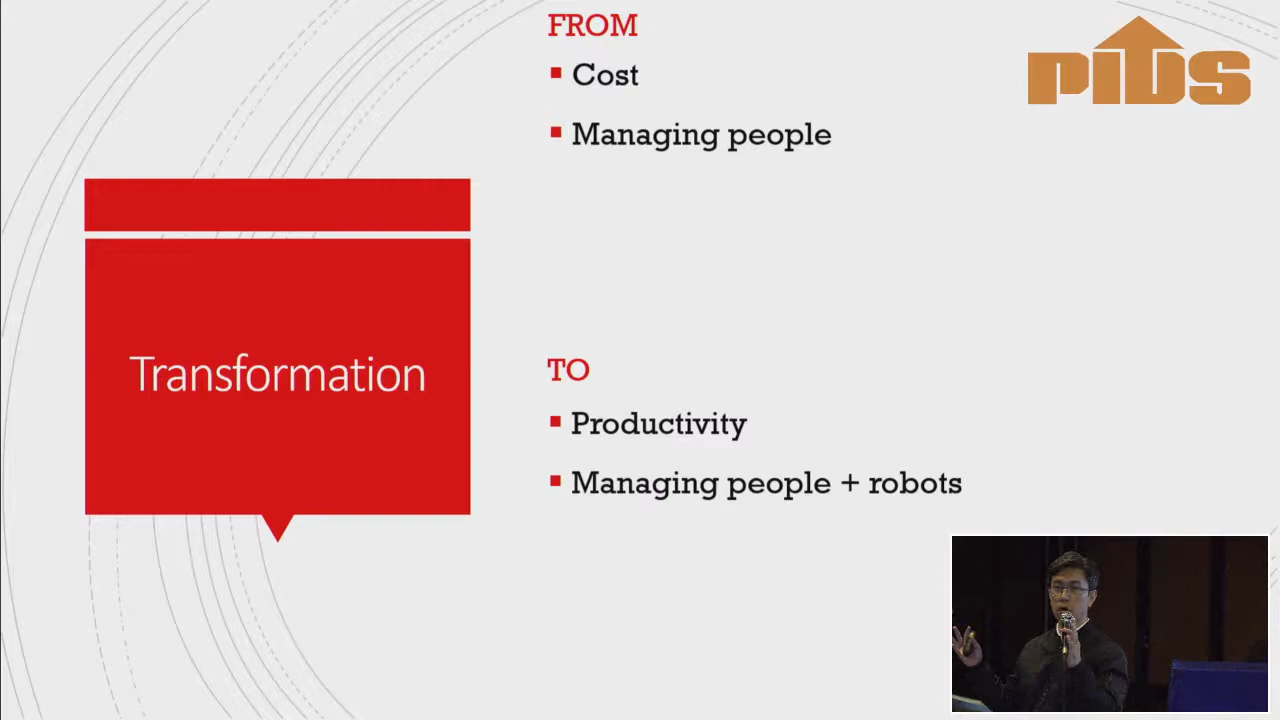 FROM
Cost
Managing people
PIDS
Transformation
TO
Productivity
Managing people + robots